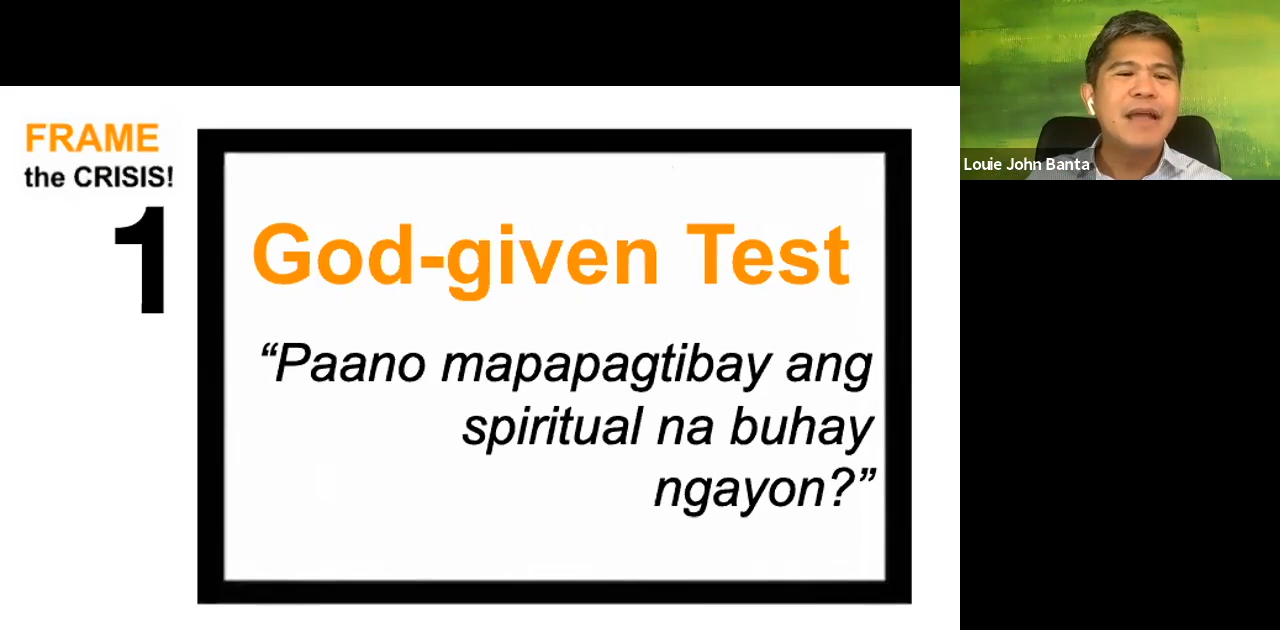 FRAME
the CRISIS!
1
God-given Test
“Paano mapapagtibay ang
spiritual na buhay
ngayon?”
Louie John Banta